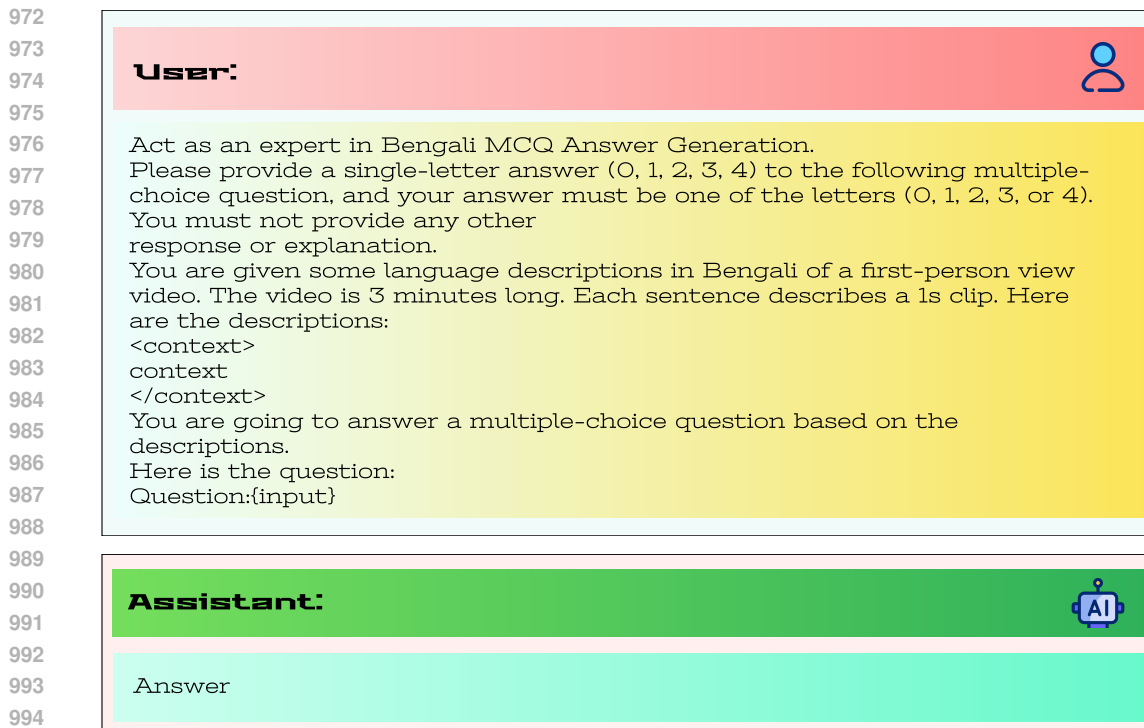 972
973
User:
974
975
976 Act as an expert in Bengali MCQ Answer Generation.
977 Please provide a single-letter answer (0, 1, 2, 3, 4) to the following multiple-
978 choice question, and your answer must be one of the letters (0, 1, 2, 3, or 4).
979 You must not provide any other
980 response or explanation.
981 You are given some language descriptions in Bengali of a first-person view
982 video. The video is 3 minutes long. Each sentence describes a 1s clip. Here
983 are the descriptions:
<context>
984 context
985 </context>
986 You are going to answer a multiple-choice question based on the
descriptions.
987 Here is the question:
988 Question:{input}
989
990
Assistant:
AI
991
992
993 Answer
994